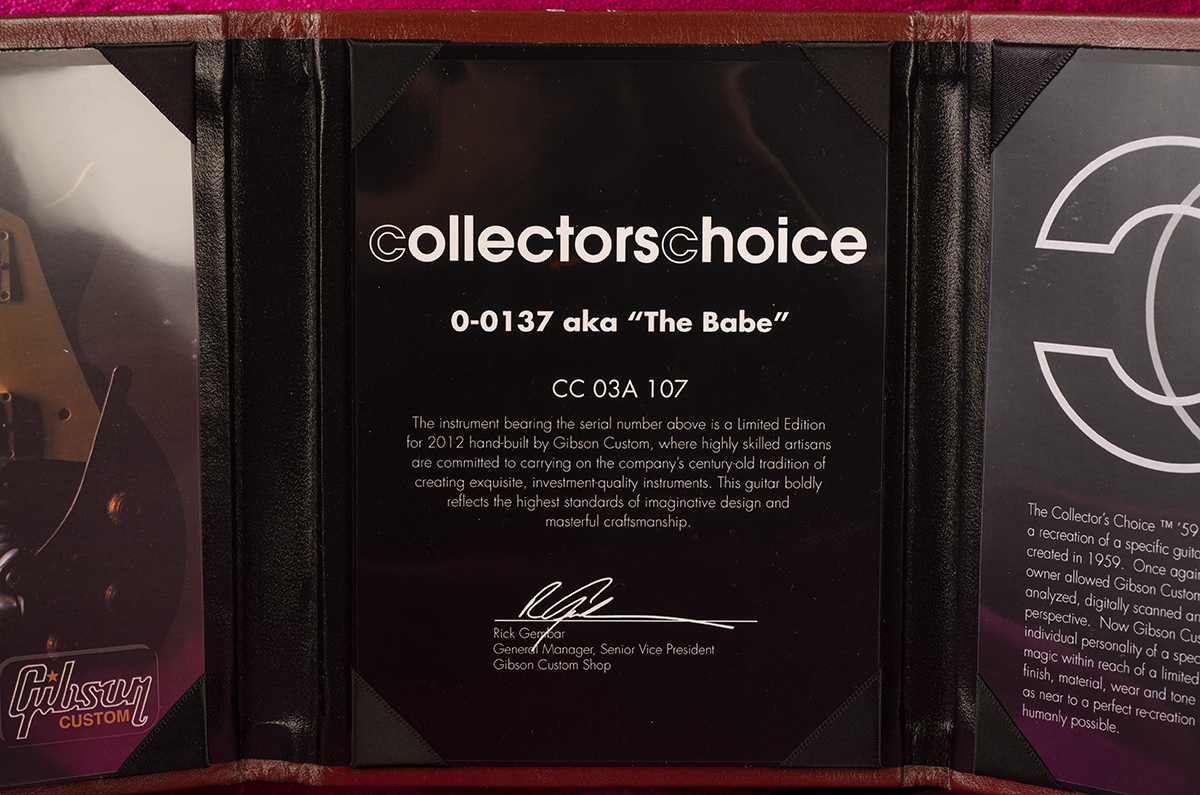 Gibson
CUSTOM
collectorschoice
0-0137 aka “The Babe”
CC 03A 107
The instrument bearing the serial number above is a Limited Edition
for 2012 hand-built by Gibson Custom, where highly skilled artisans
are committed to carrying on the company’s century-old tradition of
creating exquisite, investment-quality instruments. This guitar boldly
reflects the highest standards of imaginative design and
masterful craftsmanship.
Rick Gembar
General Manager, Senior Vice President
Gibson Custom Shop
The Collector’s Choice ™ ’59
a recreation of a specific
created in 1959. Once
owner allowed Gibson Custom
analyzed, digitally scanned
perspective. Now Gibson
individual personality of a
magic within reach of a limited
finish, material, wear and tone
as near to a perfect re-creation
humanly possible.